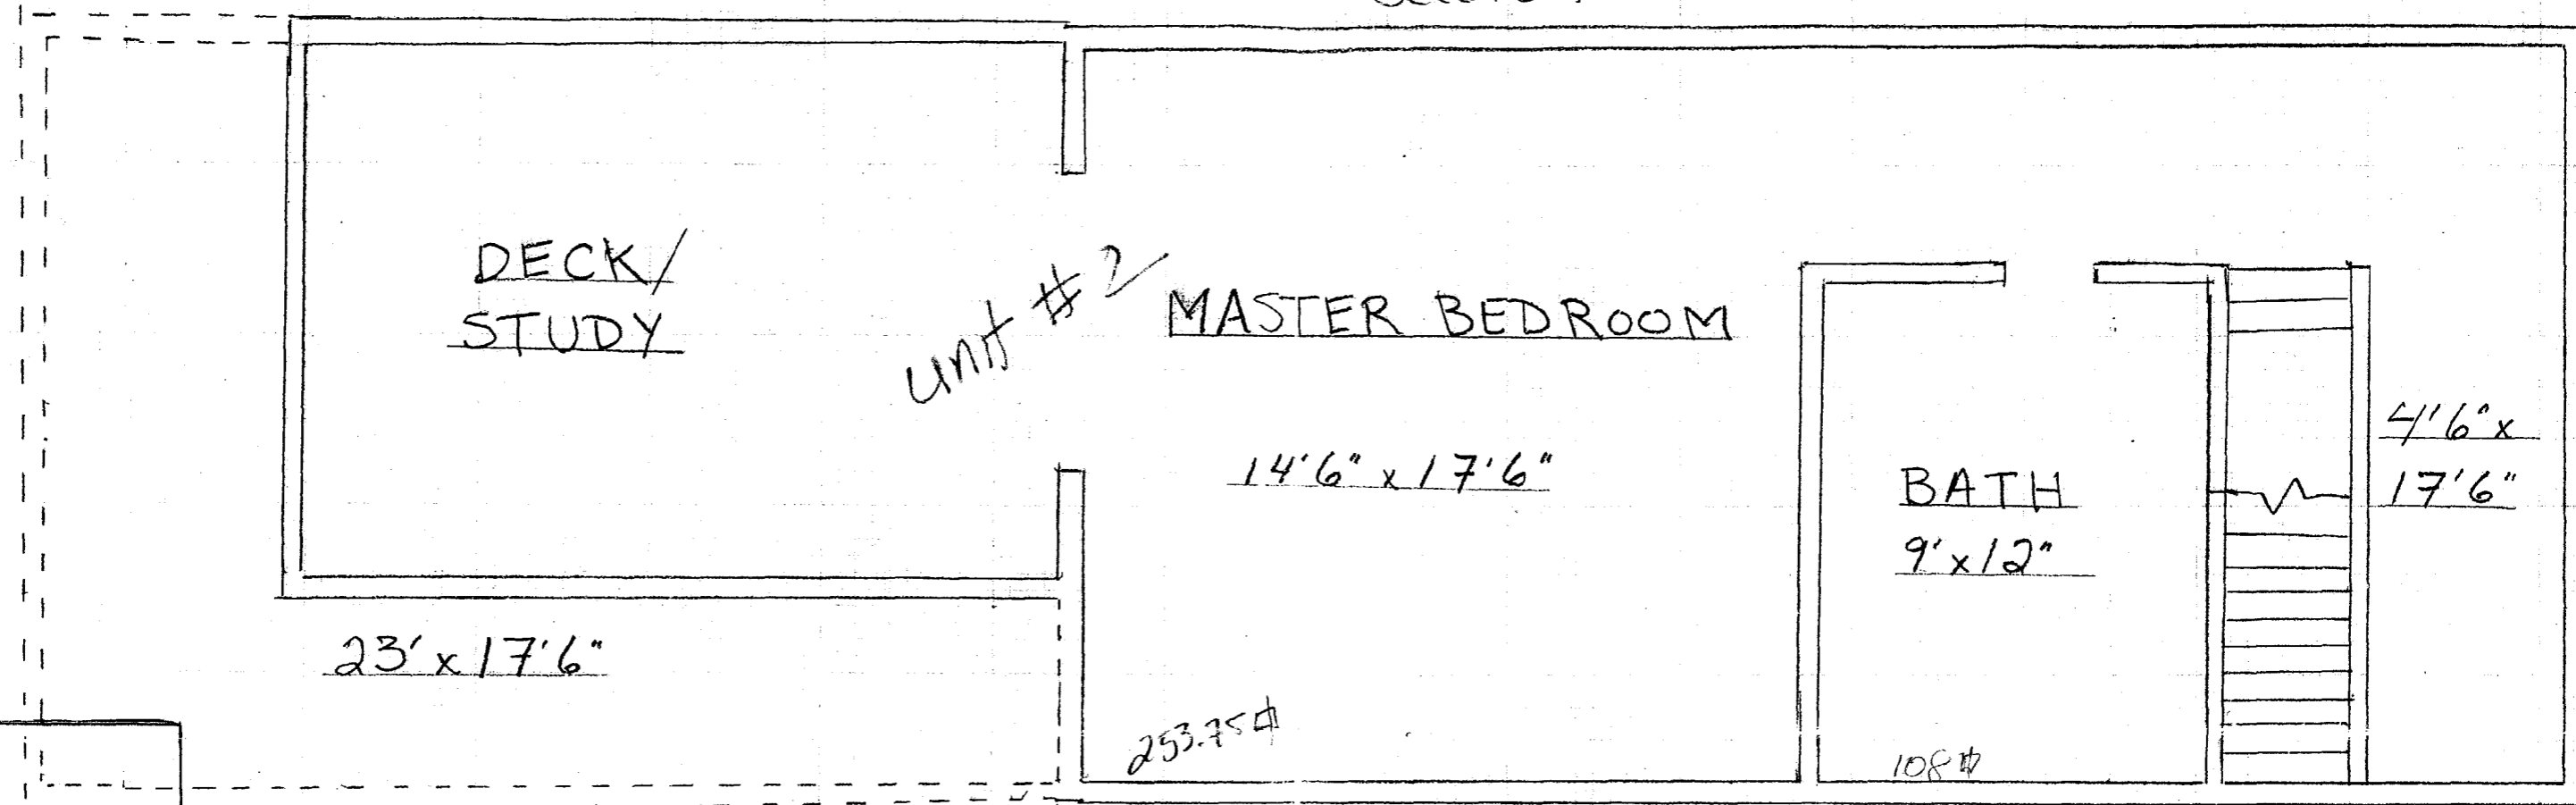 DECK/
STUDY
unit # 2
MASTER BEDROOM
14'6" x 17'6"
BATH
9' x 12"
4'6" x
17'6"
23' x 17'6"
253.75
108